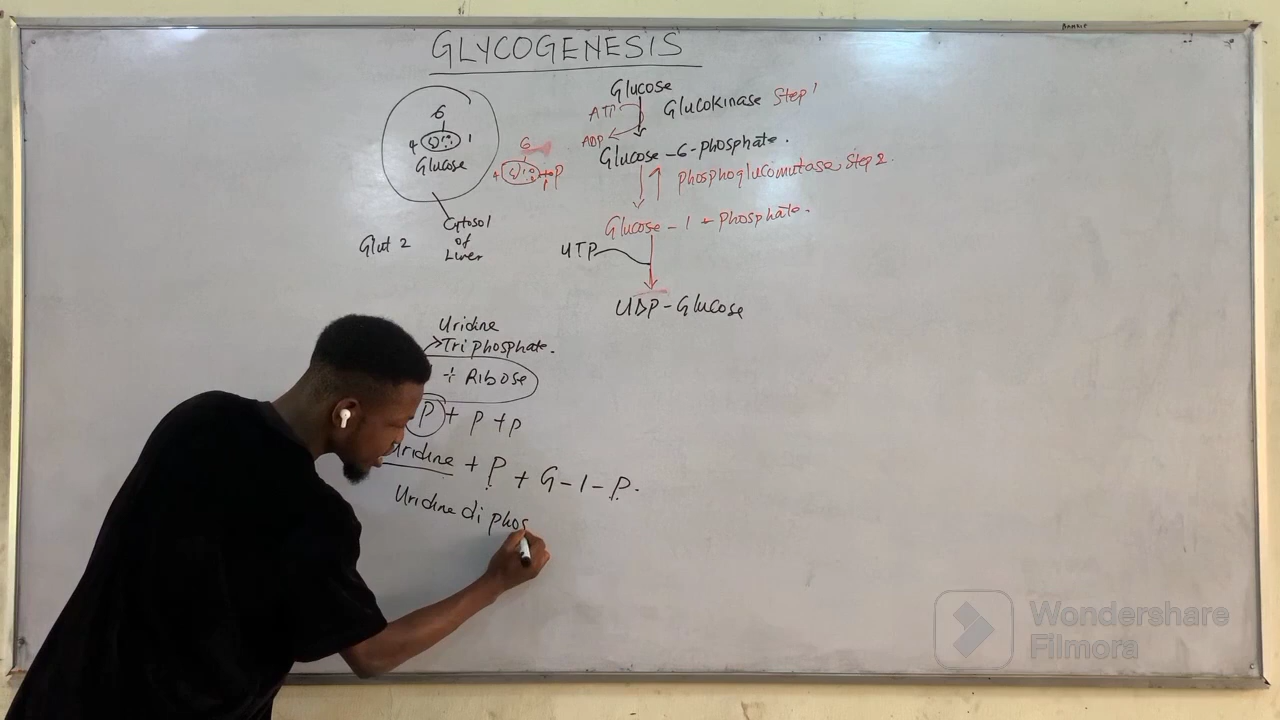 GLYCOGENESIS
6
4 1
Glucose
Cytosol
of
Liver
Glut 2
6
4 1 P
Glucose
ATP
Glucokinase Step 1
ADP
Glucose-6-phosphate.
Phosphoglucomutase Step 2.
Glucose-1-phosphate.
UTP
UDP-Glucose
Uridine
Triphosphate.
+ Ribose
P + P + P
Uridine + P + G-1-P.
Uridine di phos
Wondershare
Filmora